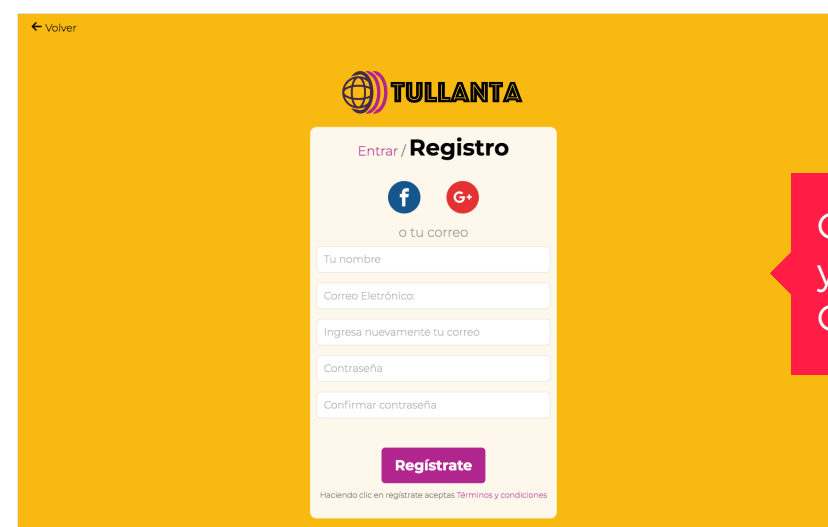 Volver
TULLANTA
Entrar / Registro
f
G+
o tu correo
Tu nombre
Correo Eletrónico:
Ingresa nuevamente tu correo
Contraseña
Confirmar contraseña
Regístrate
Haciendo clic en regístrate aceptas Términos y condiciones